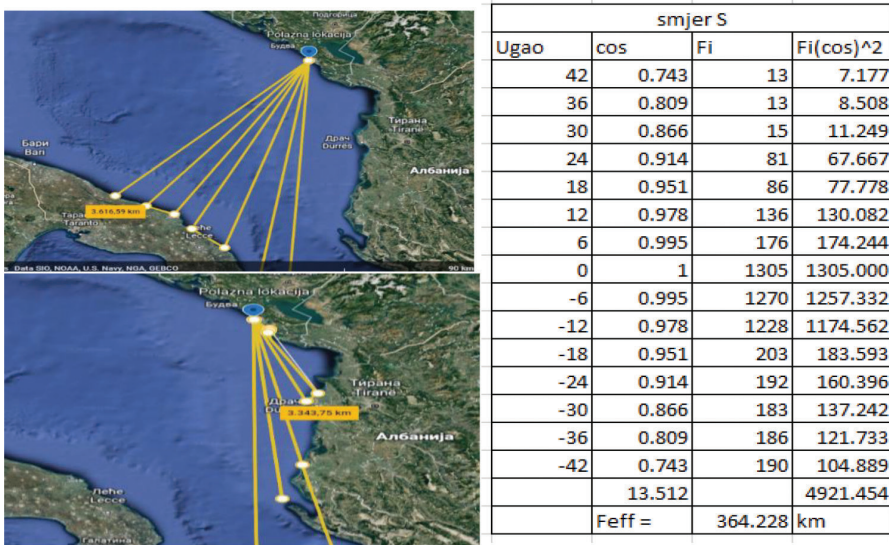 Подгорица
Polazna lokacija
Будва
Тирана
Tiranë
Драч
Durrës
Албанија
Бари
Bari
3.616,59 km
Taranto
Леће
Lecce
Data SIO, NOAA, U.S. Navy, NGA, GEBCO
90 km
Polazna lokacija
Будва
Тирана
Tiranë
Драч
3.343,75 km
Албанија
Леће
Lecce
Галатина
smjer S
Ugao cos Fi Fi(cos)^2
42 0.743 13 7.177
36 0.809 13 8.508
30 0.866 15 11.249
24 0.914 81 67.667
18 0.951 86 77.778
12 0.978 136 130.082
6 0.995 176 174.244
0 1 1305 1305.000
-6 0.995 1270 1257.332
-12 0.978 1228 1174.562
-18 0.951 203 183.593
-24 0.914 192 160.396
-30 0.866 183 137.242
-36 0.809 186 121.733
-42 0.743 190 104.889
13.512 4921.454
Feff = 364.228 km